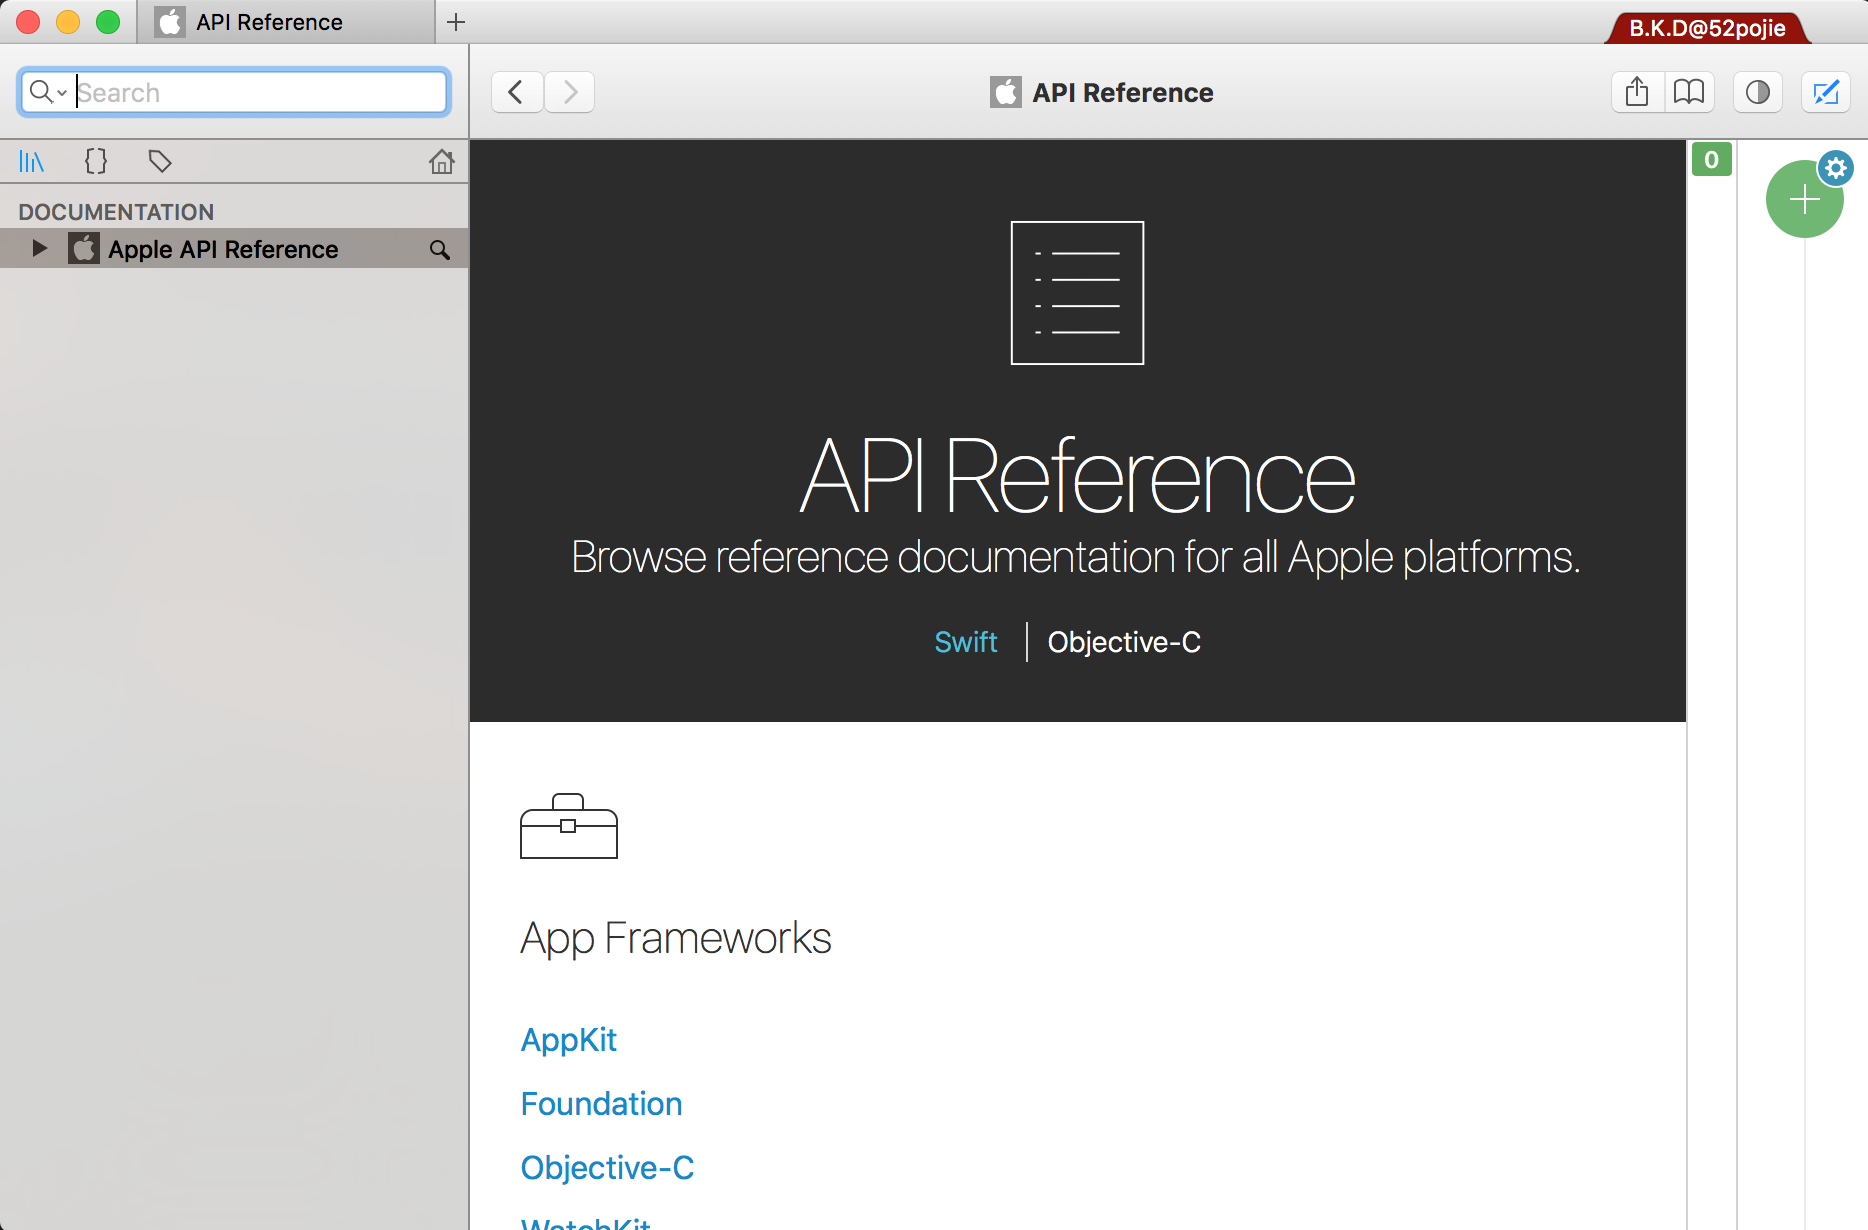 API Reference
B.K.D@52pojie
Search
API Reference
DOCUMENTATION
Apple API Reference
0
API Reference
Browse reference documentation for all Apple platforms.
Swift
Objective-C
App Frameworks
AppKit
Foundation
Objective-C
WatchKit